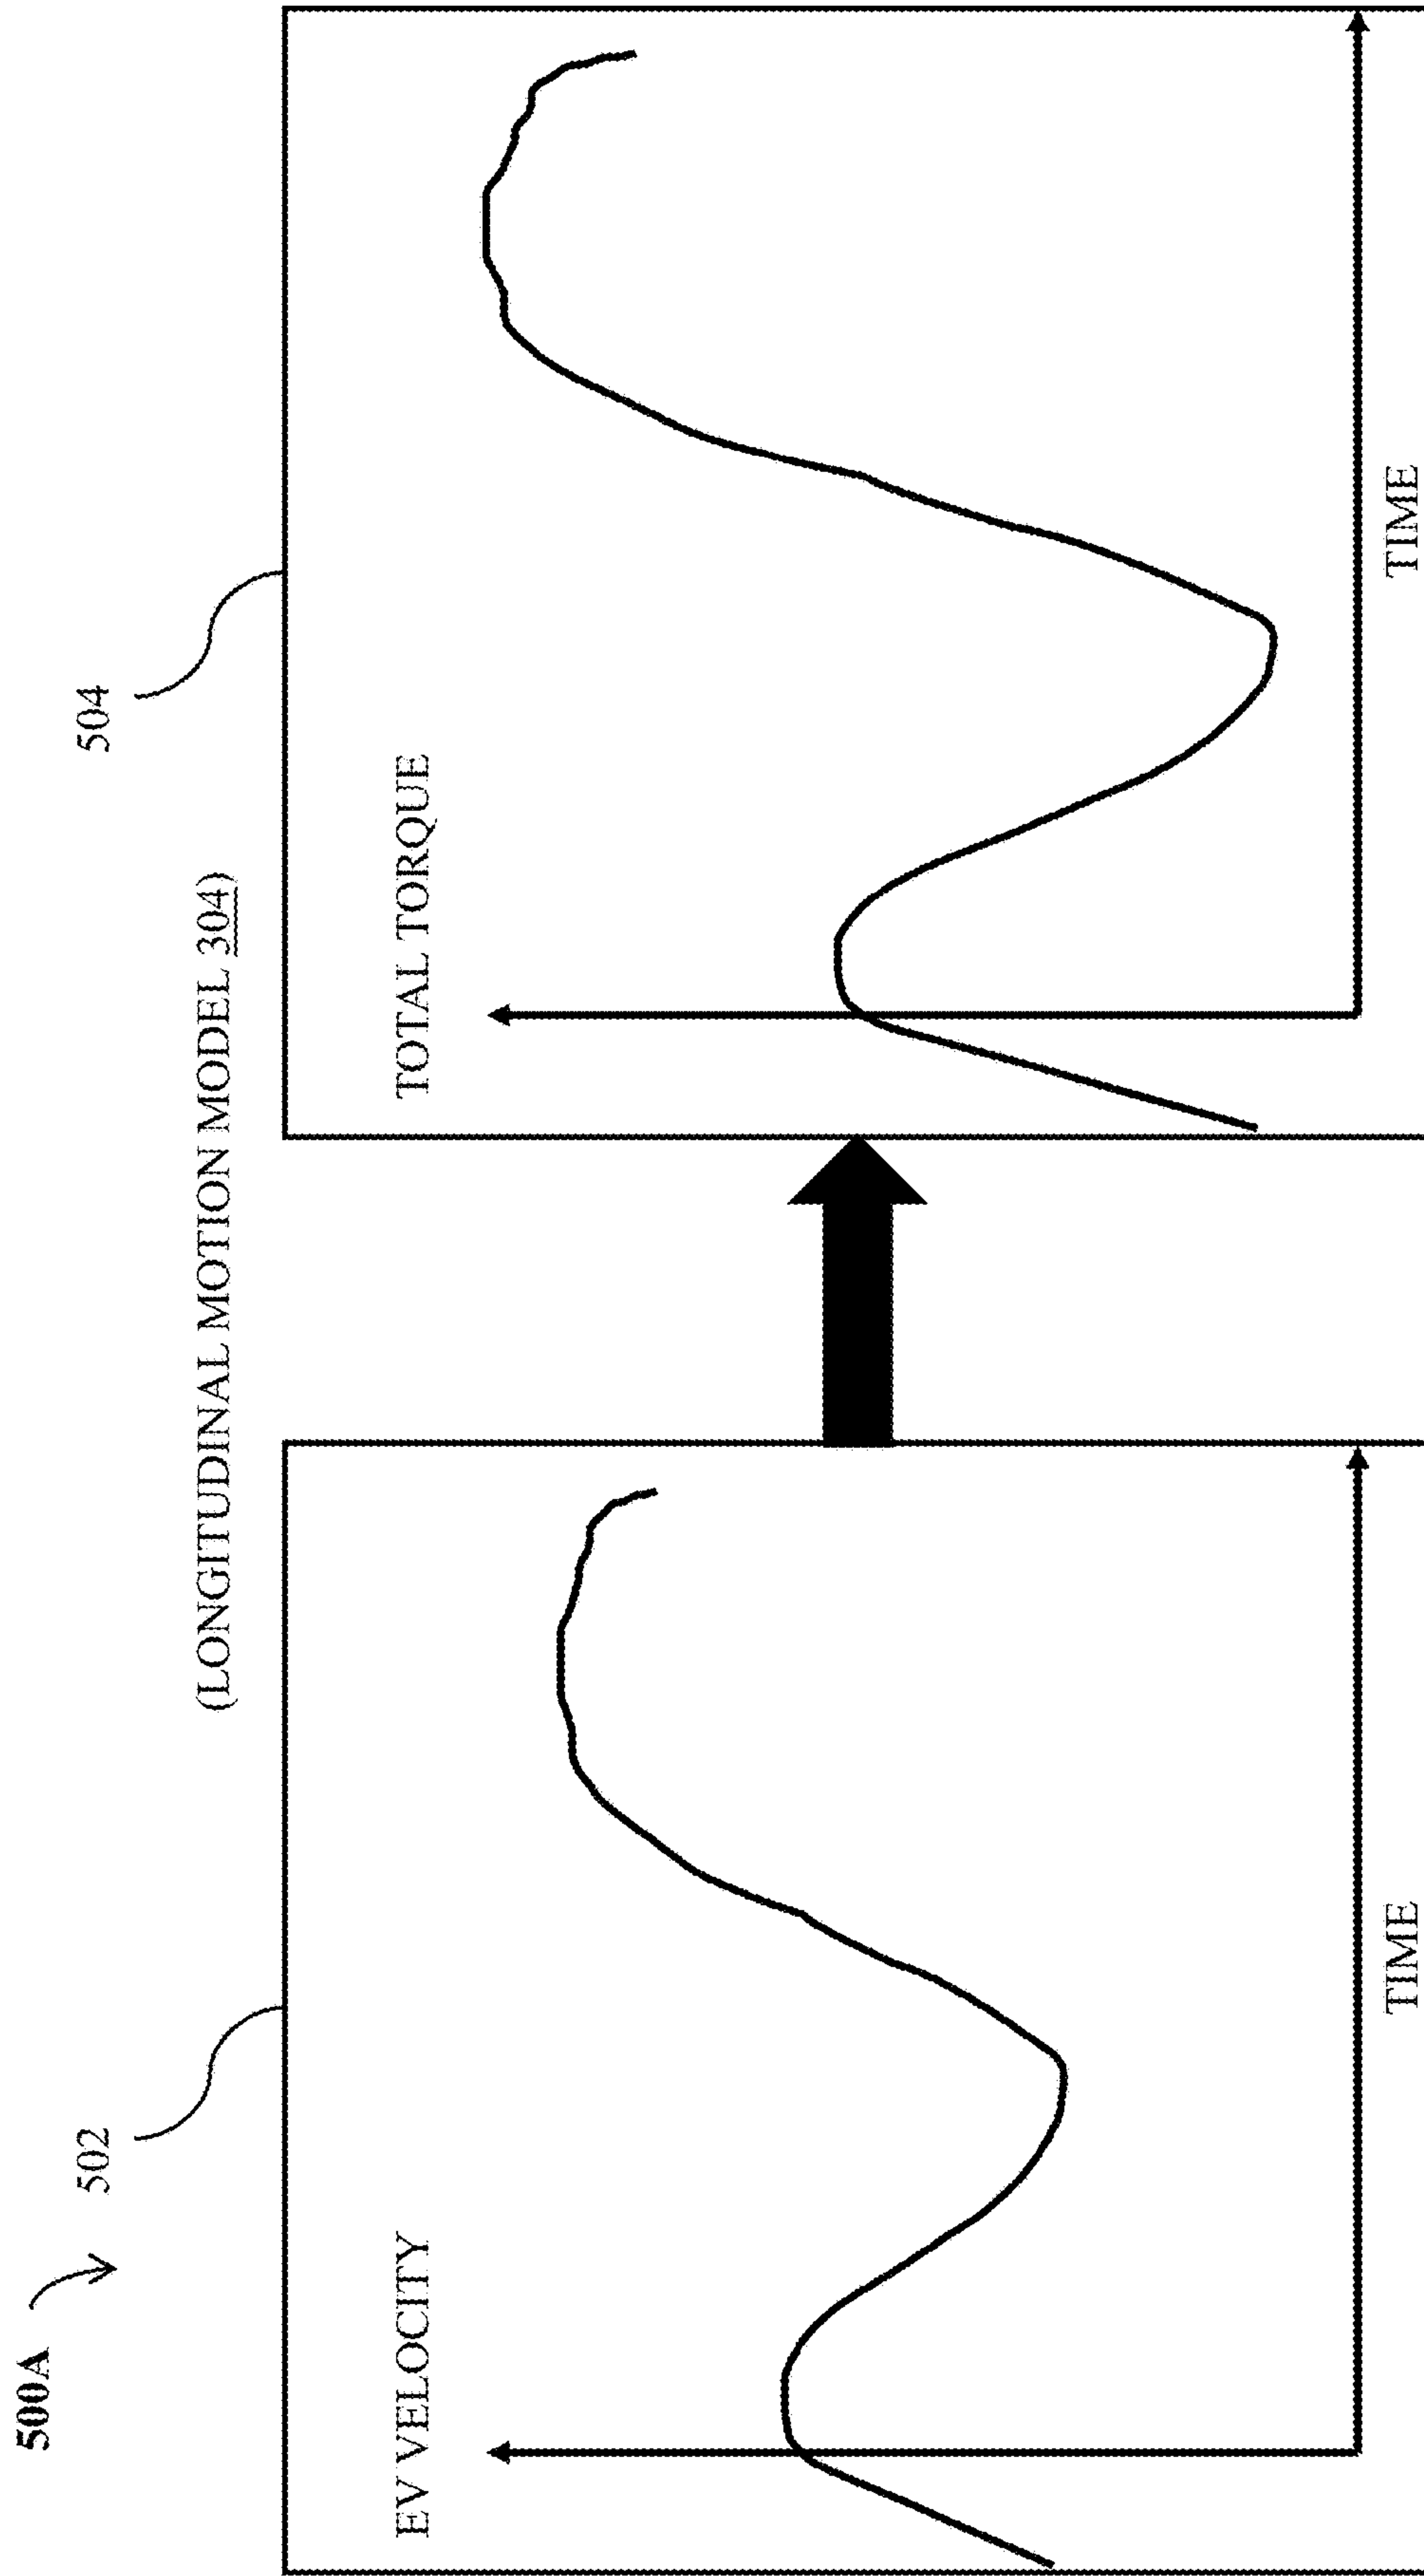 500A
502
504
(LONGITUDINAL MOTION MODEL 304)
EV VELOCITY
TIME
TOTAL TORQUE
TIME